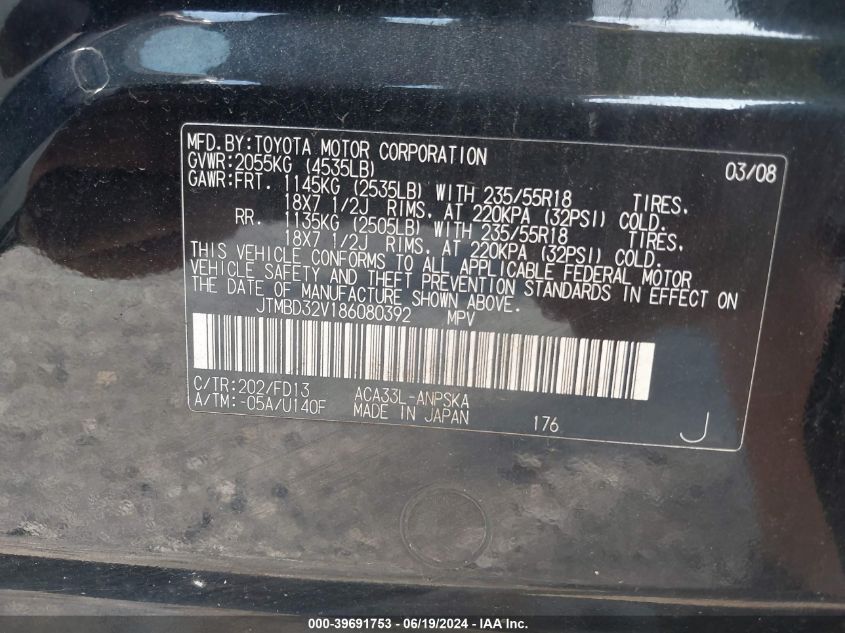 MFD.BY:TOYOTA MOTOR CORPORATION 03/08
GVWR:2055KG (4535LB)
GAWR:FRT. 1145KG (2535LB) WITH 235/55R18 TIRES,
18X7 1/2J RIMS, AT 220KPA (32PSI) COLD.
RR. 1135KG (2505LB) WITH 235/55R18 TIRES,
18X7 1/2J RIMS, AT 220KPA (32PSI) COLD.
THIS VEHICLE CONFORMS TO ALL APPLICABLE FEDERAL MOTOR
VEHICLE SAFETY AND THEFT PREVENTION STANDARDS IN EFFECT ON
THE DATE OF MANUFACTURE SHOWN ABOVE.
JTMBD32V186080392 MPV
C/TR:202/FD13 ACA33L-ANPSKA
A/TM:-05A/U140F MADE IN JAPAN 176 J
000-39691753 - 06/19/2024 - IAA Inc.